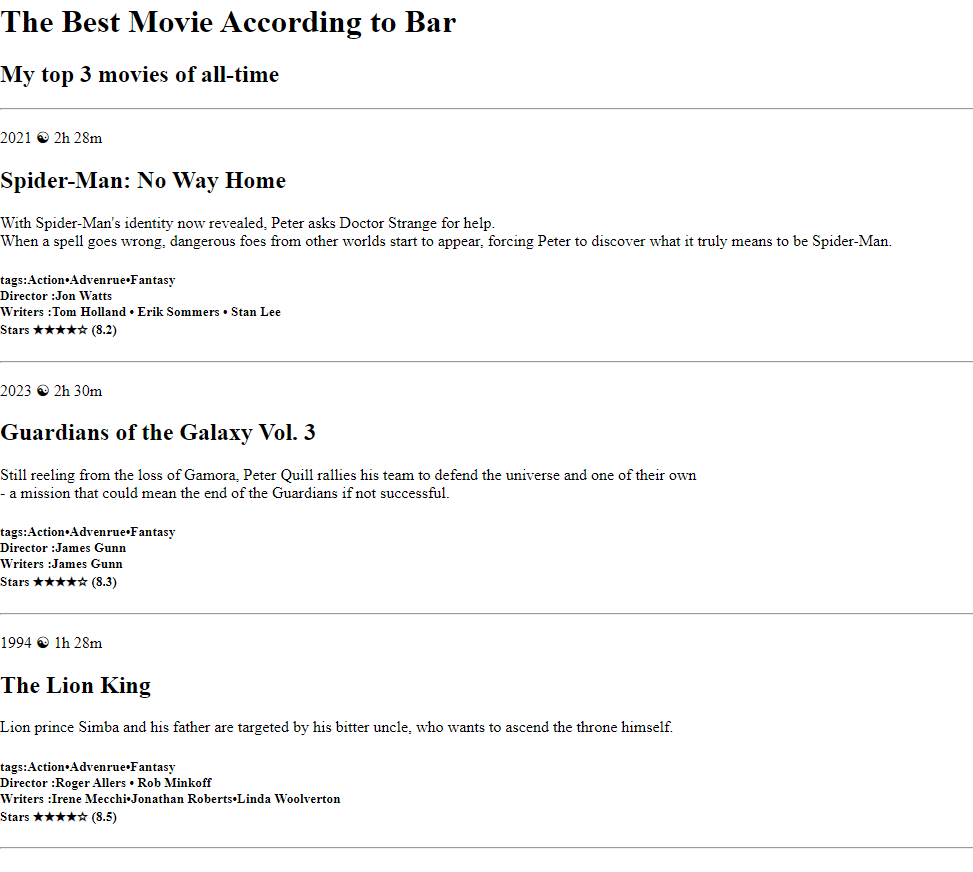 The Best Movie According to Bar
My top 3 movies of all-time
2021 ☯ 2h 28m
Spider-Man: No Way Home
With Spider-Man's identity now revealed, Peter asks Doctor Strange for help.
When a spell goes wrong, dangerous foes from other worlds start to appear, forcing Peter to discover what it truly means to be Spider-Man.
tags:Action•Advenrue•Fantasy
Director :Jon Watts
Writers :Tom Holland • Erik Sommers • Stan Lee
Stars ★★★★☆ (8.2)
2023 ☯ 2h 30m
Guardians of the Galaxy Vol. 3
Still reeling from the loss of Gamora, Peter Quill rallies his team to defend the universe and one of their own
- a mission that could mean the end of the Guardians if not successful.
tags:Action•Advenrue•Fantasy
Director :James Gunn
Writers :James Gunn
Stars ★★★★☆ (8.3)
1994 ☯ 1h 28m
The Lion King
Lion prince Simba and his father are targeted by his bitter uncle, who wants to ascend the throne himself.
tags:Action•Advenrue•Fantasy
Director :Roger Allers • Rob Minkoff
Writers :Irene Mecchi•Jonathan Roberts•Linda Woolverton
Stars ★★★★☆ (8.5)